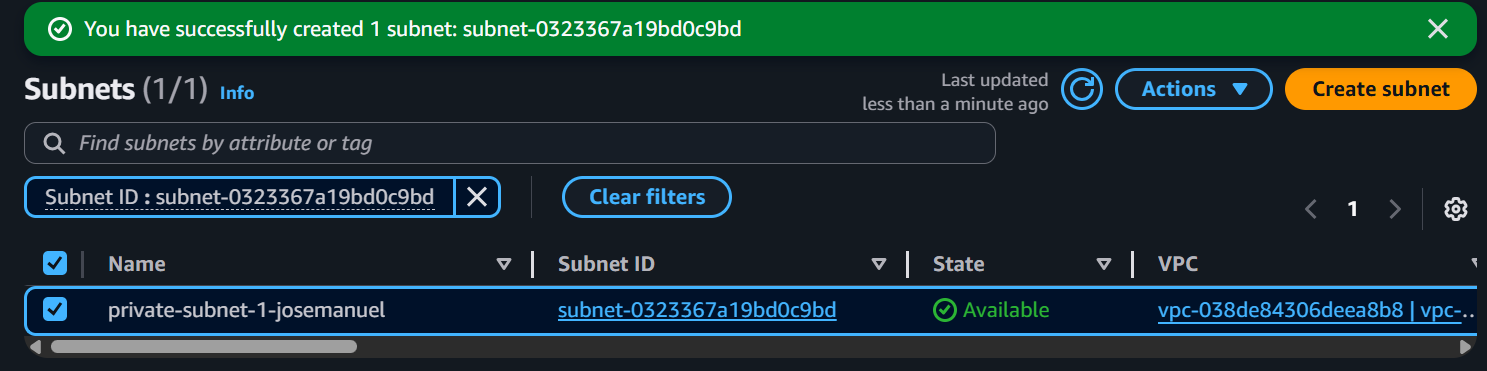 You have successfully created 1 subnet: subnet-0323367a19bd0c9bd
Subnets (1/1) Info
Last updated
less than a minute ago
Actions
Create subnet
Find subnets by attribute or tag
Subnet ID : subnet-0323367a19bd0c9bd
Clear filters
1
Name Subnet ID State VPC
private-subnet-1-josemanuel subnet-0323367a19bd0c9bd Available vpc-038de84306deea8b8 | vpc-...